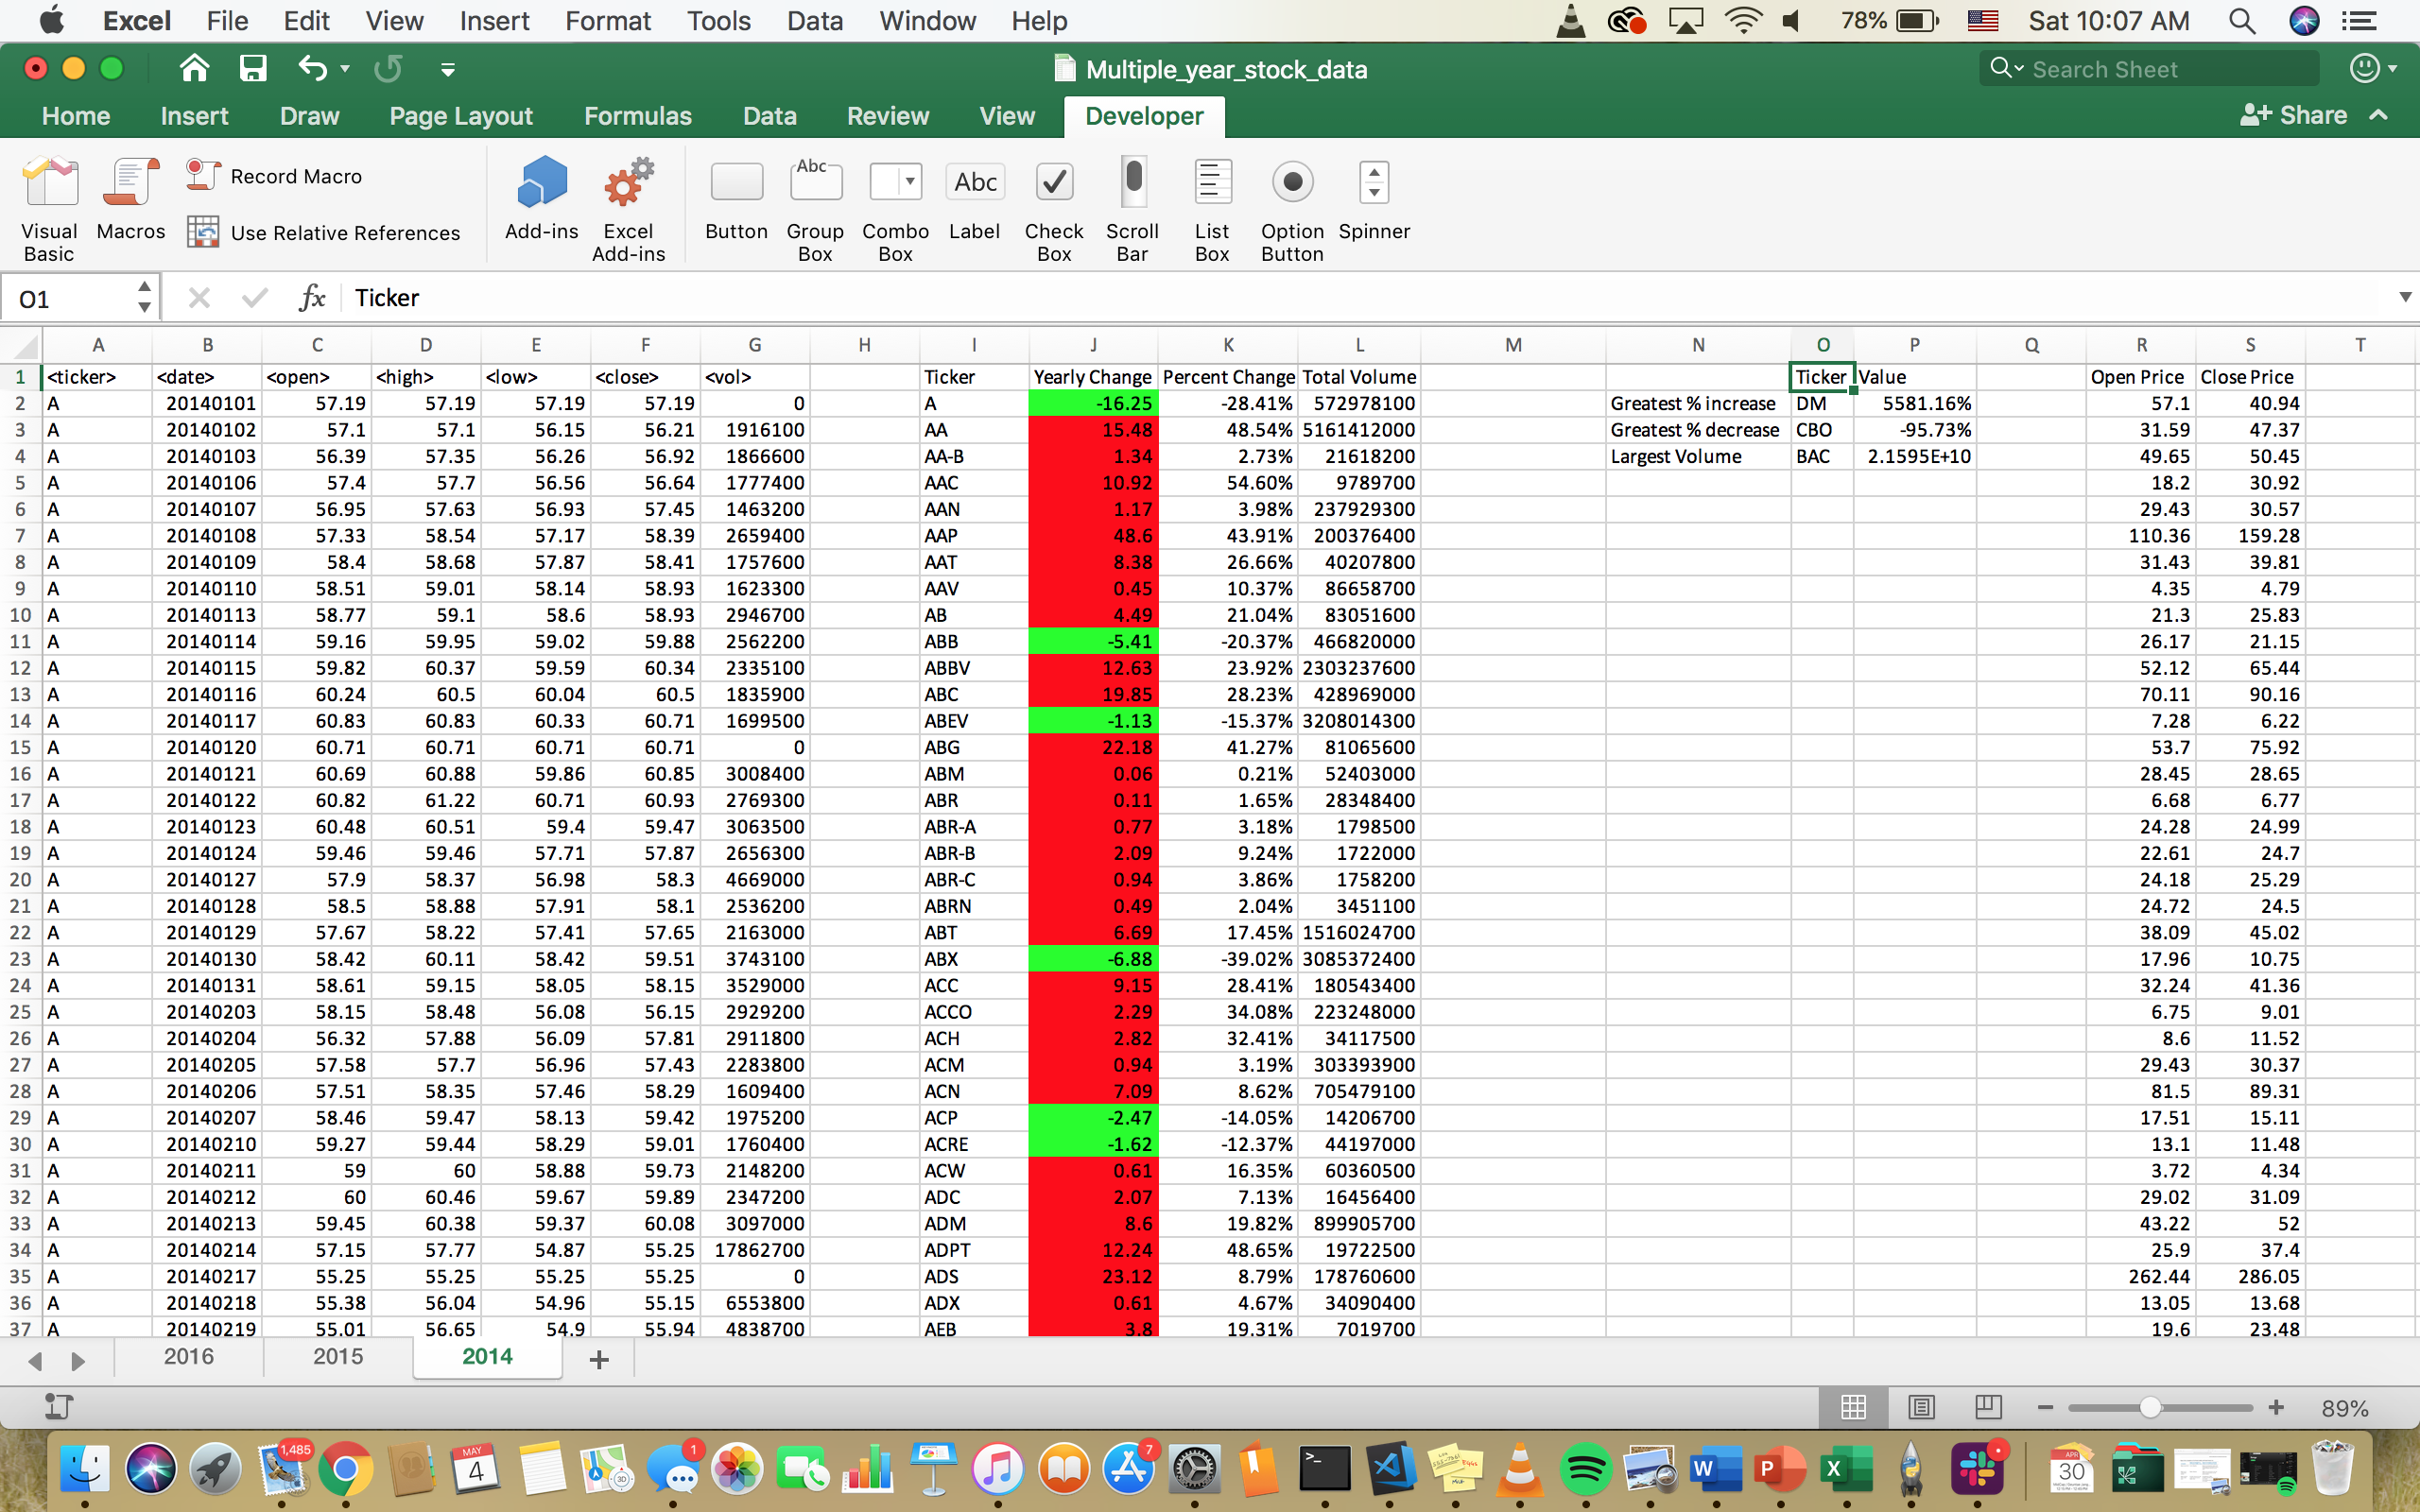 Excel File Edit View Insert Format Tools Data Window Help 78% Sat 10:07 AM
Multiple_year_stock_data Search Sheet
Home Insert Draw Page Layout Formulas Data Review View Developer Share
Visual Basic Macros Record Macro Use Relative References Add-ins Excel Add-ins Abc Abc Button Group Box Combo Box Label Check Box Scroll Bar List Box Option Button Spinner
O1 fx Ticker
A B C D E F G H I J K L M N O P Q R S T
1 <ticker> <date> <open> <high> <low> <close> <vol> Ticker Yearly Change Percent Change Total Volume Ticker Value Open Price Close Price
2 A 20140101 57.19 57.19 57.19 57.19 0 A -16.25 -28.41% 572978100 Greatest % increase DM 5581.16% 57.1 40.94
3 A 20140102 57.1 57.1 56.15 56.21 1916100 AA 15.48 48.54% 5161412000 Greatest % decrease CBO -95.73% 31.59 47.37
4 A 20140103 56.39 57.35 56.26 56.92 1866600 AA-B 1.34 2.73% 21618200 Largest Volume BAC 2.1595E+10 49.65 50.45
5 A 20140106 57.4 57.7 56.56 56.64 1777400 AAC 10.92 54.60% 9789700 18.2 30.92
6 A 20140107 56.95 57.63 56.93 57.45 1463200 AAN 1.17 3.98% 237929300 29.43 30.57
7 A 20140108 57.33 58.54 57.17 58.39 2659400 AAP 48.6 43.91% 200376400 110.36 159.28
8 A 20140109 58.4 58.68 57.87 58.41 1757600 AAT 8.38 26.66% 40207800 31.43 39.81
9 A 20140110 58.51 59.01 58.14 58.93 1623300 AAV 0.45 10.37% 86658700 4.35 4.79
10 A 20140113 58.77 59.1 58.6 58.93 2946700 AB 4.49 21.04% 83051600 21.3 25.83
11 A 20140114 59.16 59.95 59.02 59.88 2562200 ABB -5.41 -20.37% 466820000 26.17 21.15
12 A 20140115 59.82 60.37 59.59 60.34 2335100 ABBV 12.63 23.92% 2303237600 52.12 65.44
13 A 20140116 60.24 60.5 60.04 60.5 1835900 ABC 19.85 28.23% 428969000 70.11 90.16
14 A 20140117 60.83 60.83 60.33 60.71 1699500 ABEV -1.13 -15.37% 3208014300 7.28 6.22
15 A 20140120 60.71 60.71 60.71 60.71 0 ABG 22.18 41.27% 81065600 53.7 75.92
16 A 20140121 60.69 60.88 59.86 60.85 3008400 ABM 0.06 0.21% 52403000 28.45 28.65
17 A 20140122 60.82 61.22 60.71 60.93 2769300 ABR 0.11 1.65% 28348400 6.68 6.77
18 A 20140123 60.48 60.51 59.4 59.47 3063500 ABR-A 0.77 3.18% 1798500 24.28 24.99
19 A 20140124 59.46 59.46 57.71 57.87 2656300 ABR-B 2.09 9.24% 1722000 22.61 24.7
20 A 20140127 57.9 58.37 56.98 58.3 4669000 ABR-C 0.94 3.86% 1758200 24.18 25.29
21 A 20140128 58.5 58.88 57.91 58.1 2536200 ABRN 0.49 2.04% 3451100 24.72 24.5
22 A 20140129 57.67 58.22 57.41 57.65 2163000 ABT 6.69 17.45% 1516024700 38.09 45.02
23 A 20140130 58.42 60.11 58.42 59.51 3743100 ABX -6.88 -39.02% 3085372400 17.96 10.75
24 A 20140131 58.61 59.15 58.05 58.15 3529000 ACC 9.15 28.41% 180543400 32.24 41.36
25 A 20140203 58.15 58.48 56.08 56.15 2929200 ACCO 2.29 34.08% 223248000 6.75 9.01
26 A 20140204 56.32 57.88 56.09 57.81 2911800 ACH 2.82 32.41% 34117500 8.6 11.52
27 A 20140205 57.58 57.7 56.96 57.43 2283800 ACM 0.94 3.19% 303393900 29.43 30.37
28 A 20140206 57.51 58.35 57.46 58.29 1609400 ACN 7.09 8.62% 705479100 81.5 89.31
29 A 20140207 58.46 59.47 58.13 59.42 1975200 ACP -2.47 -14.05% 14206700 17.51 15.11
30 A 20140210 59.27 59.44 58.29 59.01 1760400 ACRE -1.62 -12.37% 44197000 13.1 11.48
31 A 20140211 59 60 58.88 59.73 2148200 ACW 0.61 16.35% 60360500 3.72 4.34
32 A 20140212 60 60.46 59.67 59.89 2347200 ADC 2.07 7.13% 16456400 29.02 31.09
33 A 20140213 59.45 60.38 59.37 60.08 3097000 ADM 8.6 19.82% 899905700 43.22 52
34 A 20140214 57.15 57.77 54.87 55.25 17862700 ADPT 12.24 48.65% 19722500 25.9 37.4
35 A 20140217 55.25 55.25 55.25 55.25 0 ADS 23.12 8.79% 178760600 262.44 286.05
36 A 20140218 55.38 56.04 54.96 55.15 6553800 ADX 0.61 4.67% 34090400 13.05 13.68
37 A 20140219 55.01 56.65 54.9 55.94 4838700 AEB 3.8 19.31% 7019700 19.6 23.48
2016 2015 2014 +
89%
1,485 MAY 4 1 7 W P X APR 30